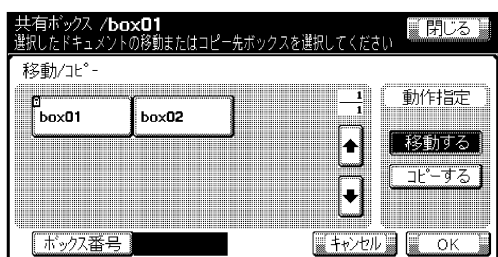 共有ボックス /box01
閉じる
選択したドキュメントの移動またはコピー先ボックスを選択してください
移動/コピー
box01 box02
1
1
動作指定
移動する
コピーする
ボックス番号
キャンセル OK